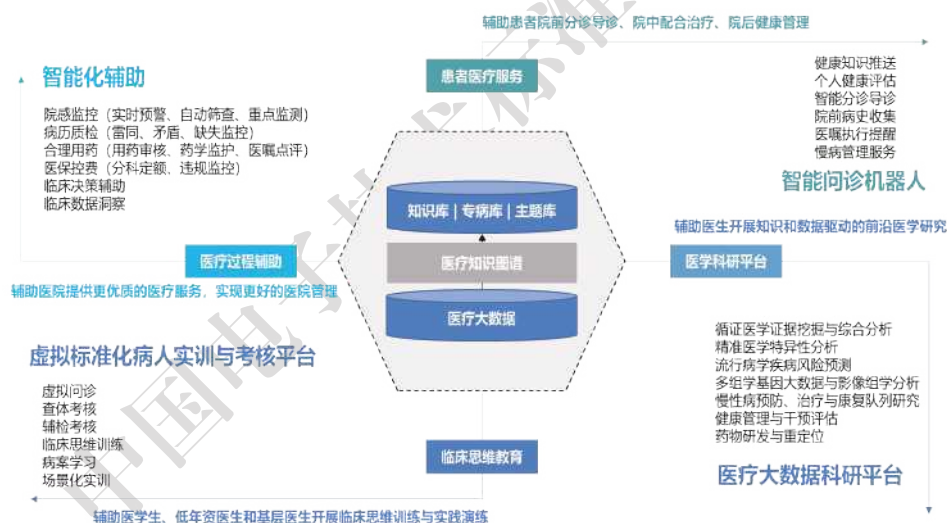 辅助患者院前分诊导诊、院中配合治疗、院后健康管理
患者医疗服务
健康知识推送
个人健康评估
智能分诊导诊
院前病史收集
医嘱执行提醒
慢病管理服务
智能问诊机器人
智能化辅助
院感监控（实时预警、自动筛查、重点监测）
病历质检（雷同、矛盾、缺失监控）
合理用药（用药审核、药学监护、医嘱点评）
医保控费（分科定额、违规监控）
临床决策辅助
临床数据洞察
医疗过程辅助
辅助医院提供更优质的医疗服务，实现更好的医院管理
知识库 | 专病库 | 主题库
医疗知识图谱
医疗大数据
辅助医生开展知识和数据驱动的前沿医学研究
医学科研平台
循证医学证据挖掘与综合分析
精准医学特异性分析
流行病学疾病风险预测
多组学基因大数据与影像组学分析
慢性病预防、治疗与康复队列研究
健康管理与干预评估
药物研发与重定位
医疗大数据科研平台
虚拟标准化病人实训与考核平台
虚拟问诊
查体考核
辅检考核
临床思维训练
病案学习
场景化实训
临床思维教育
辅助医学生、低年资医生和基层医生开展临床思维训练与实践演练
中国电子技术标准